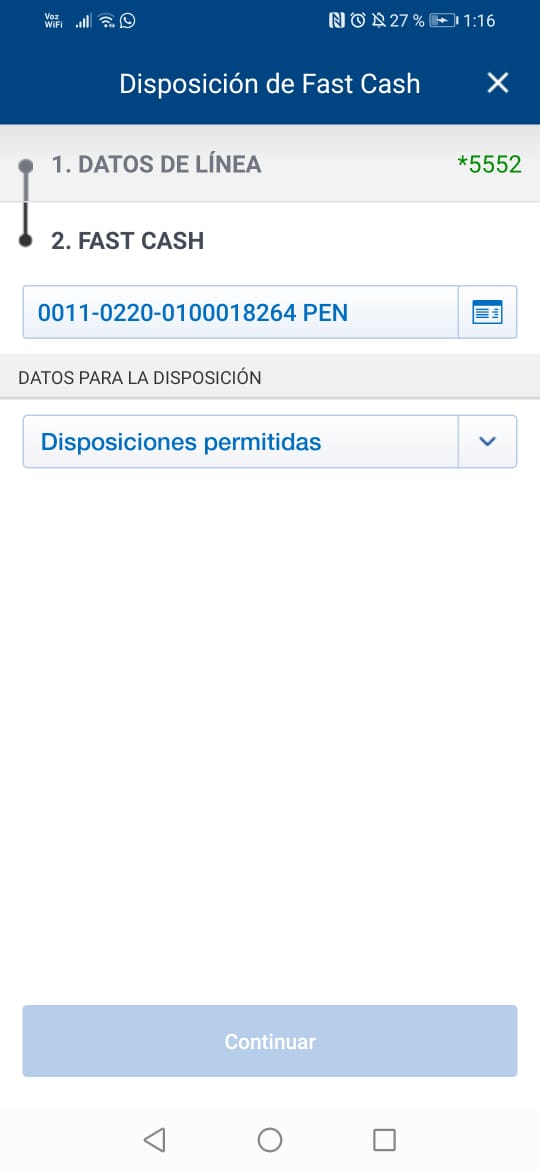 Voz
WiFi
27 %
1:16
Disposición de Fast Cash
1. DATOS DE LÍNEA
*5552
2. FAST CASH
0011-0220-0100018264 PEN
DATOS PARA LA DISPOSICIÓN
Disposiciones permitidas
Continuar